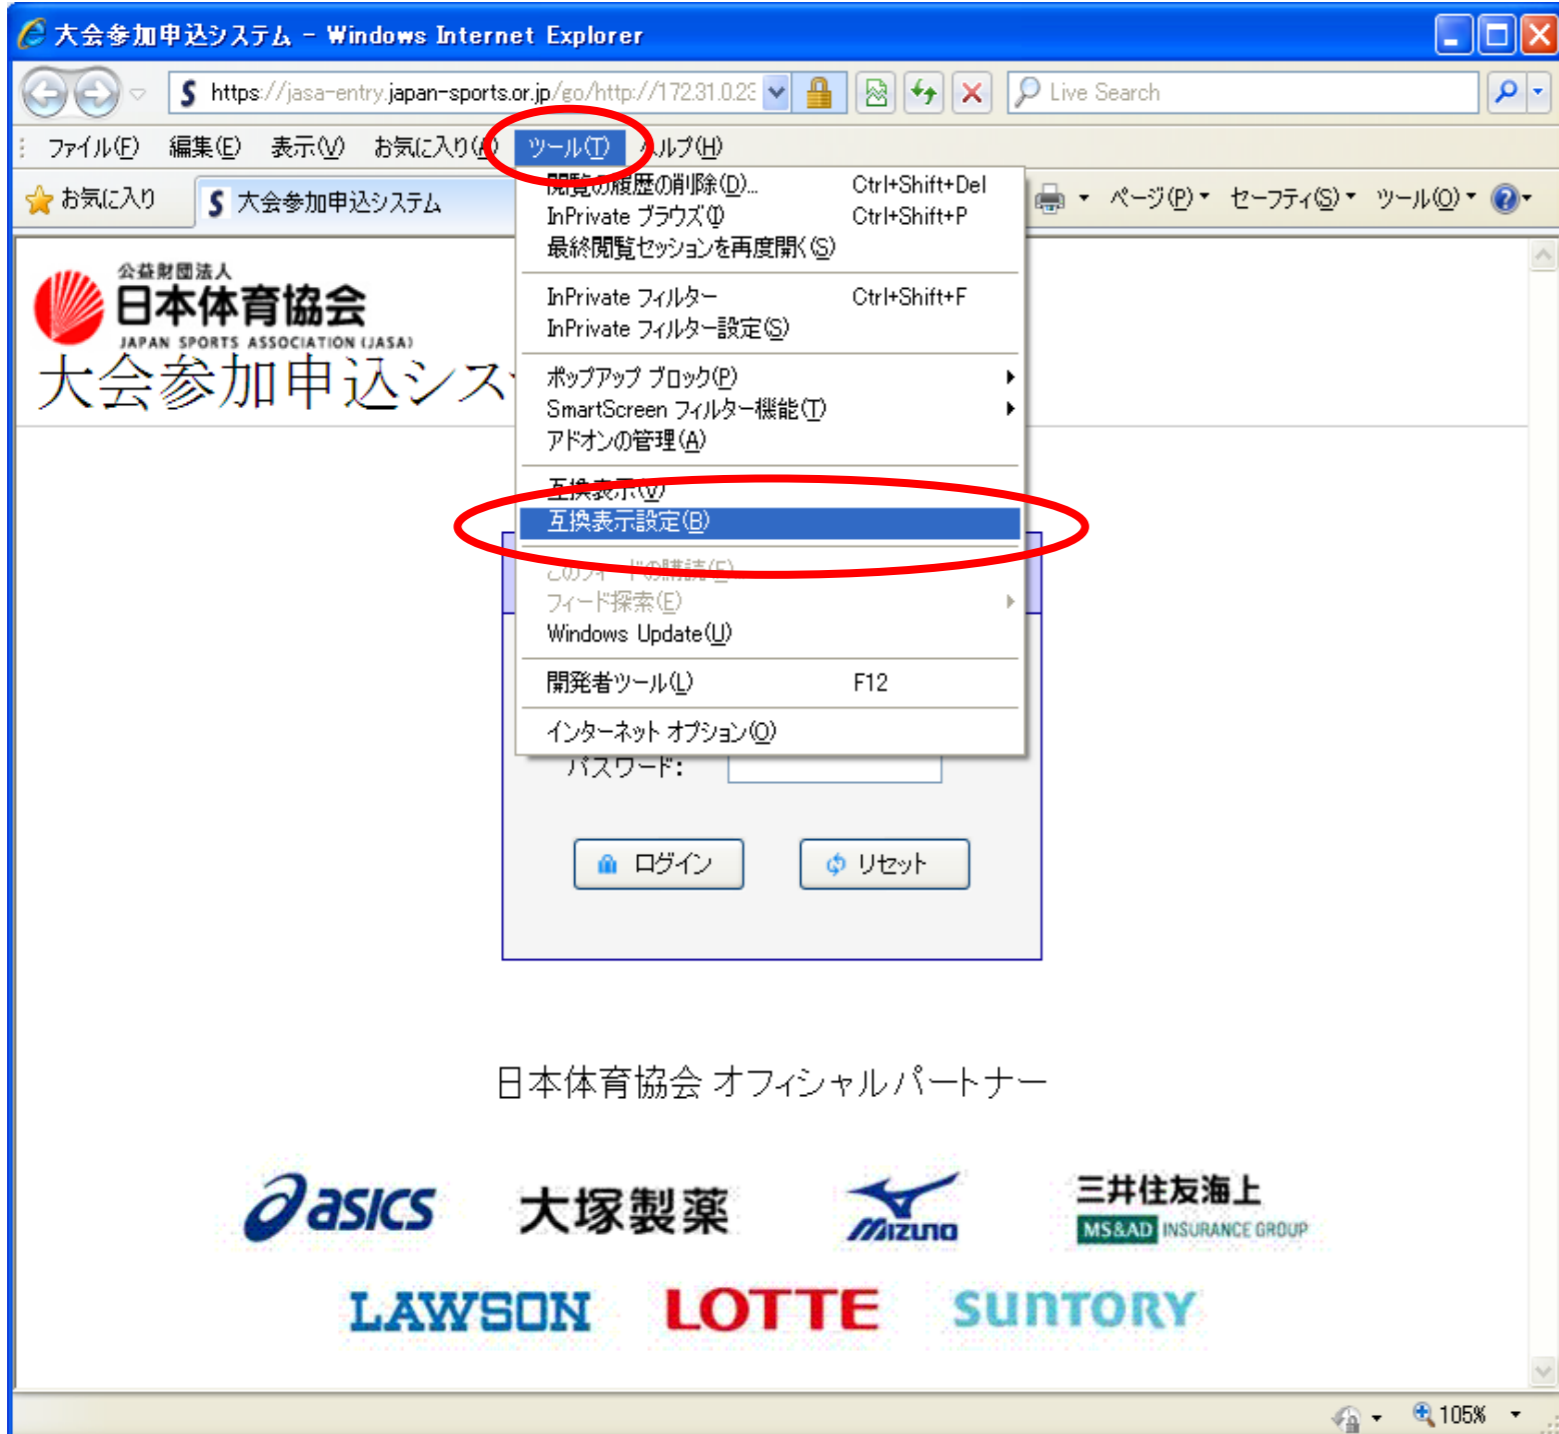 大会参加申込システム - Windows Internet Explorer
https://jasa-entry.japan-sports.or.jp/go/http://172.31.0.23
Live Search
ファイル(F) 編集(E) 表示(V) お気に入り(A) ツール(T) ヘルプ(H)
お気に入り 大会参加申込システム ページ(P) セーフティ(S) ツール(O)
閲覧の履歴の削除(D)... Ctrl+Shift+Del
InPrivate ブラウズ(I) Ctrl+Shift+P
最終閲覧セッションを再度開く(S)
InPrivate フィルター Ctrl+Shift+F
InPrivate フィルター設定(S)
ポップアップ ブロック(P)
SmartScreen フィルター機能(T)
アドオンの管理(A)
互換表示(V)
互換表示設定(B)
このフィードの購読(F)...
フィード探索(E)
Windows Update(U)
開発者ツール(L) F12
インターネット オプション(O)
公益財団法人
日本体育協会
JAPAN SPORTS ASSOCIATION (JASA)
大会参加申込シス
パスワード:
ログイン リセット
日本体育協会 オフィシャルパートナー
asics 大塚製薬 Mizuno 三井住友海上
MS&AD INSURANCE GROUP
LAWSON LOTTE SUNTORY
105%